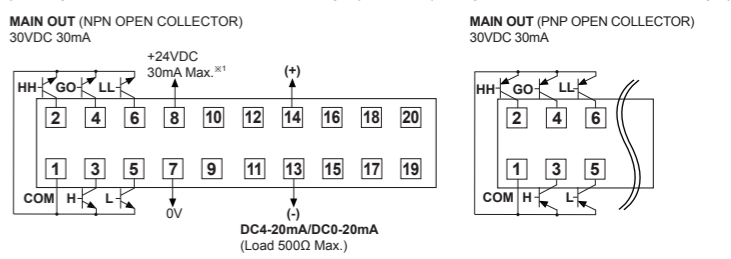 MAIN OUT (NPN OPEN COLLECTOR)
30VDC 30mA
+24VDC
30mA Max.※1
(+)
HH GO LL
2 4 6 8 10 12 14 16 18 20
1 3 5 7 9 11 13 15 17 19
COM H L
0V
(-)
DC4-20mA/DC0-20mA
(Load 500Ω Max.)
MAIN OUT (PNP OPEN COLLECTOR)
30VDC 30mA
HH GO LL
2 4 6
1 3 5
COM H L